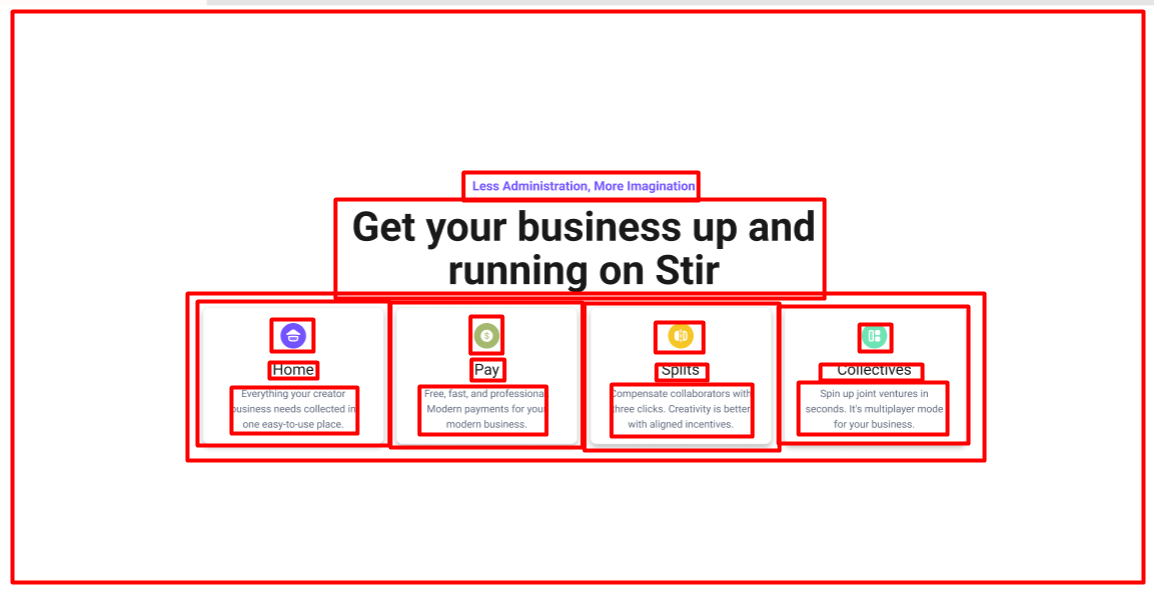 Less Administration, More Imagination
Get your business up and
running on Stir
Home
Everything your creator
business needs collected in
one easy-to-use place.
Pay
Free, fast, and professional
Modern payments for your
modern business.
Splits
Compensate collaborators with
three clicks. Creativity is better
with aligned incentives.
Collectives
Spin up joint ventures in
seconds. It's multiplayer mode
for your business.